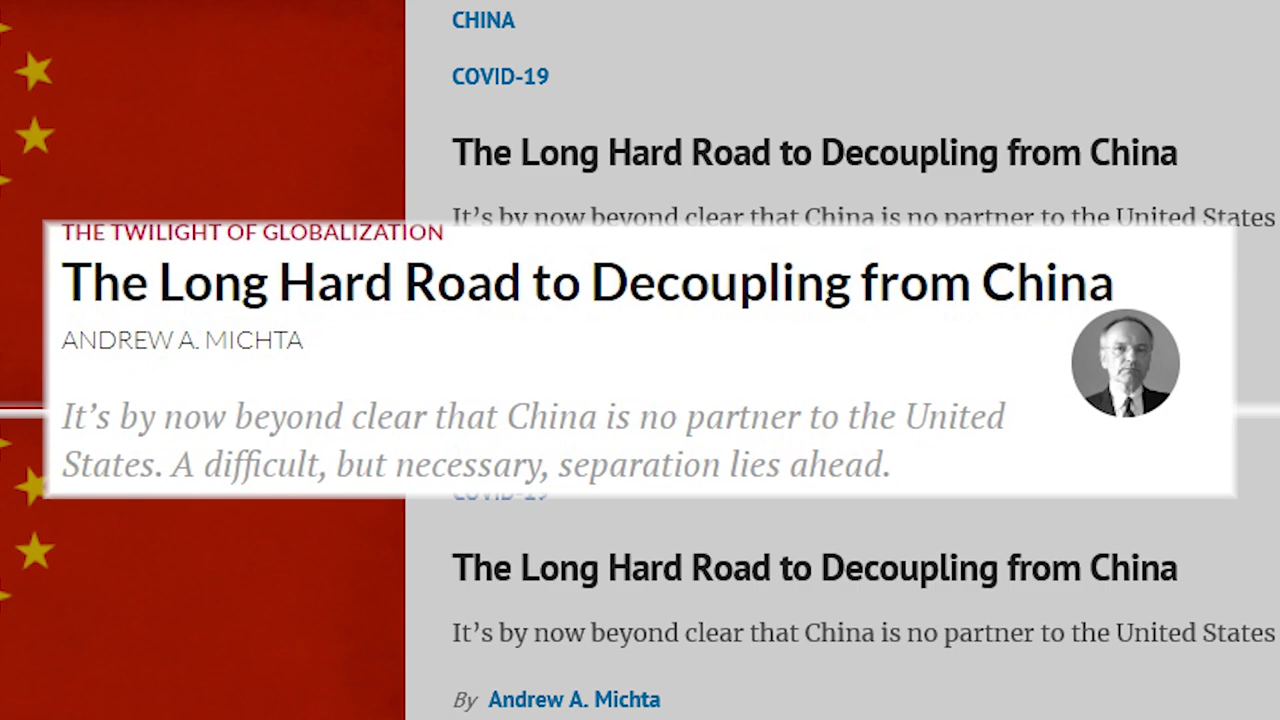 CHINA
COVID-19
The Long Hard Road to Decoupling from China
It's by now beyond clear that China is no partner to the United States
THE TWILIGHT OF GLOBALIZATION
The Long Hard Road to Decoupling from China
ANDREW A. MICHTA
It's by now beyond clear that China is no partner to the United
States. A difficult, but necessary, separation lies ahead.
COVID-19
The Long Hard Road to Decoupling from China
It's by now beyond clear that China is no partner to the United States
By Andrew A. Michta